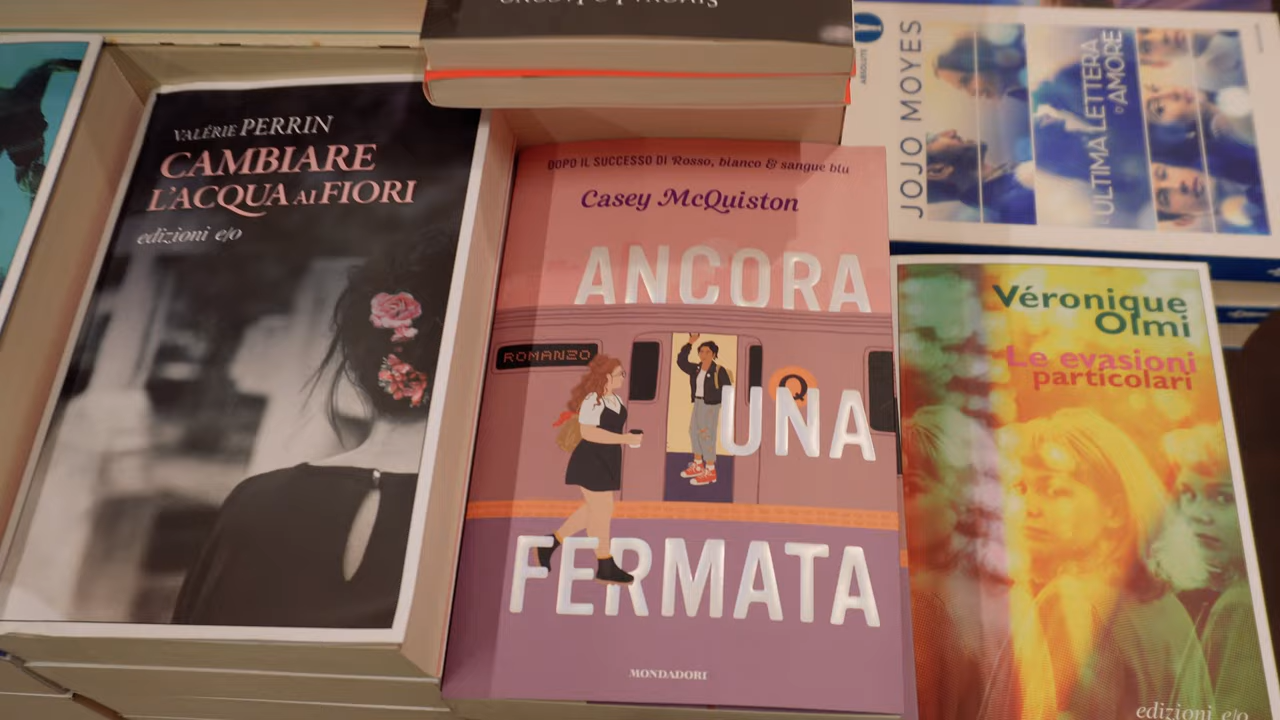 VALÉRIE PERRIN
CAMBIARE
L'ACQUA AI FIORI
edizioni e/o
DOPO IL SUCCESSO DI Rosso, bianco & sangue blu
Casey McQuiston
ANCORA
ROMANZO
Q
UNA
FERMATA
MONDADORI
ABSOLUTE
JOJO MOYES
ULTIMA LETTERA
D'AMORE
Véronique
Olmi
Le evasioni
particolari
edizioni e/o